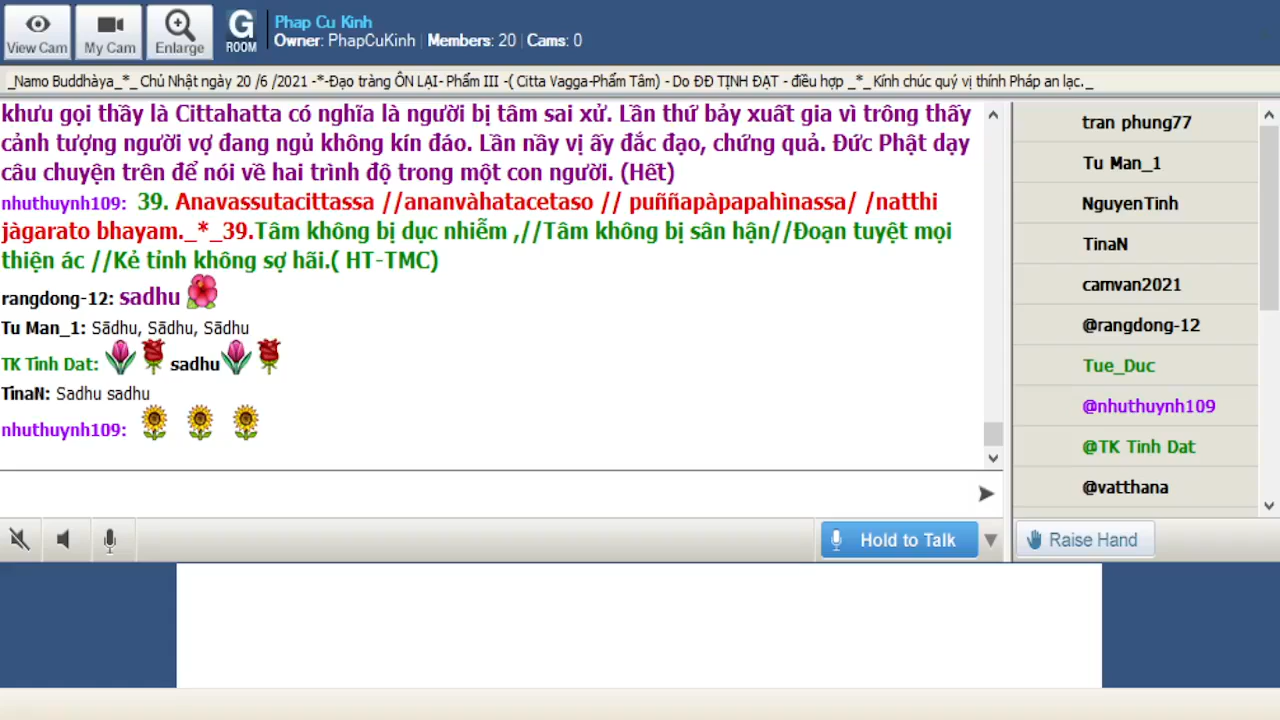 View Cam
My Cam
Enlarge
G
ROOM
Phap Cu Kinh
Owner: PhapCuKinh | Members: 20 | Cams: 0
_Namo Buddhàya_*_ Chủ Nhật ngày 20 /6 /2021 -*-Đạo tràng ÔN LẠI- Phẩm III -( Citta Vagga-Phẩm Tâm) - Do ĐĐ TỊNH ĐẠT - điều hợp _*_ Kính chúc quý vị thính Pháp an lạc._
khưu gọi thầy là Cittahatta có nghĩa là người bị tâm sai xử. Lần thứ bảy xuất gia vì trông thấy
cảnh tượng người vợ đang ngủ không kín đáo. Lần nầy vị ấy đắc đạo, chứng quả. Đức Phật dạy
câu chuyện trên để nói về hai trình độ trong một con người. (Hết)
nhuthuynh109: 39. Anavassutacittassa //ananvàhatacetaso // puññapàpapahìnassa/ /natthi
jàgarato bhayam._*_39.Tâm không bị dục nhiễm ,//Tâm không bị sân hận//Đoạn tuyệt mọi
thiện ác //Kẻ tỉnh không sợ hãi.( HT-TMC)
rangdong-12: sadhu
Tu Man_1: Sādhu, Sādhu, Sādhu
TK Tinh Dat: sadhu
TinaN: Sadhu sadhu
nhuthuynh109:
Hold to Talk
tran phung77
Tu Man_1
NguyenTinh
TinaN
camvan2021
@rangdong-12
Tue_Duc
@nhuthuynh109
@TK Tinh Dat
@vatthana
Raise Hand